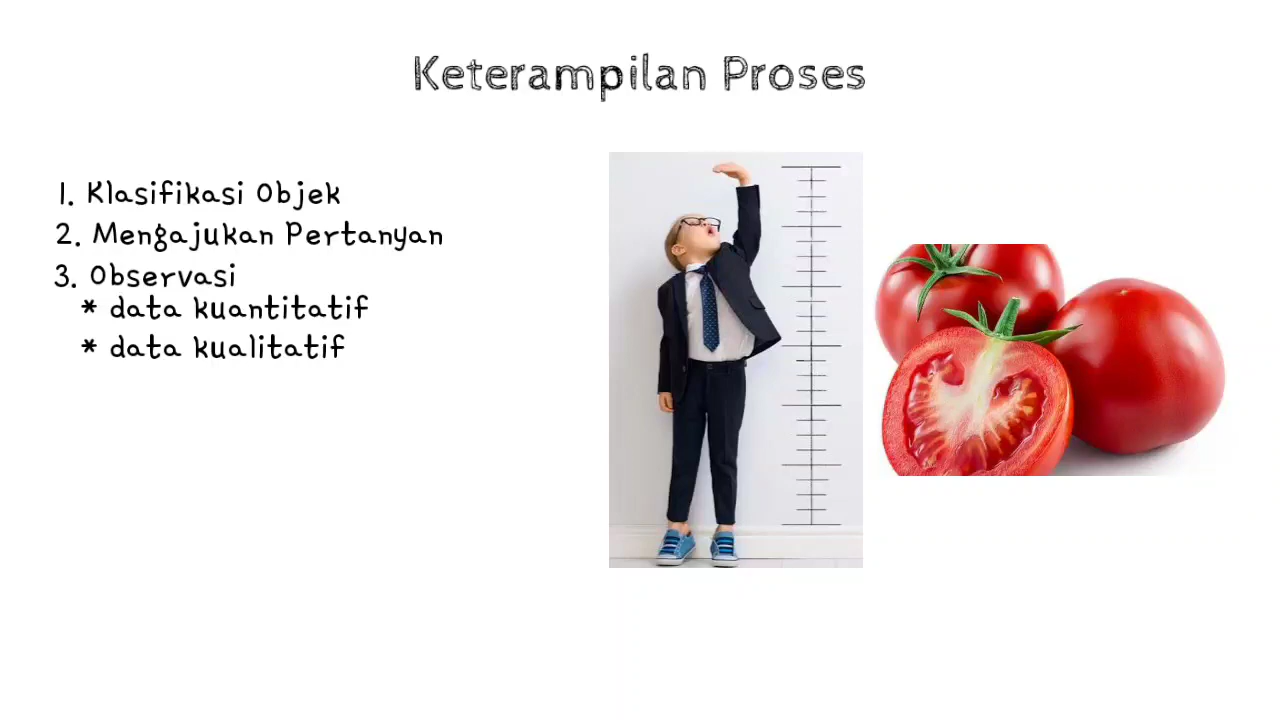 Keterampilan Proses
1. Klasifikasi Objek
2. Mengajukan Pertanyan
3. Observasi
* data kuantitatif
* data kualitatif